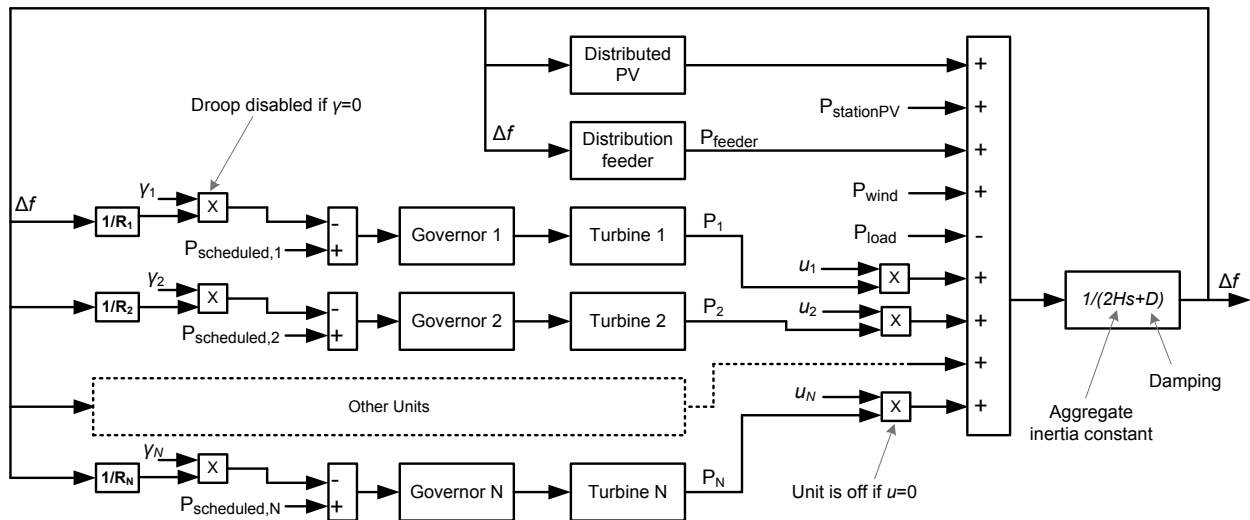 Distributed
PV
+
Droop disabled if γ=0
PstationPV
+
Δf
Distribution
feeder
Pfeeder
+
γ1
X
Pwind
+
Δf
1/R1
-
Governor 1
Turbine 1
P1
Pload
-
Pscheduled,1
+
u1
X
+
γ2
X
1/(2Hs+D)
Δf
1/R2
-
Governor 2
Turbine 2
P2
u2
X
+
Pscheduled,2
+
+
Damping
Other Units
uN
X
+
Aggregate
inertia constant
γN
X
1/RN
-
Governor N
Turbine N
PN
Unit is off if u=0
Pscheduled,N
+